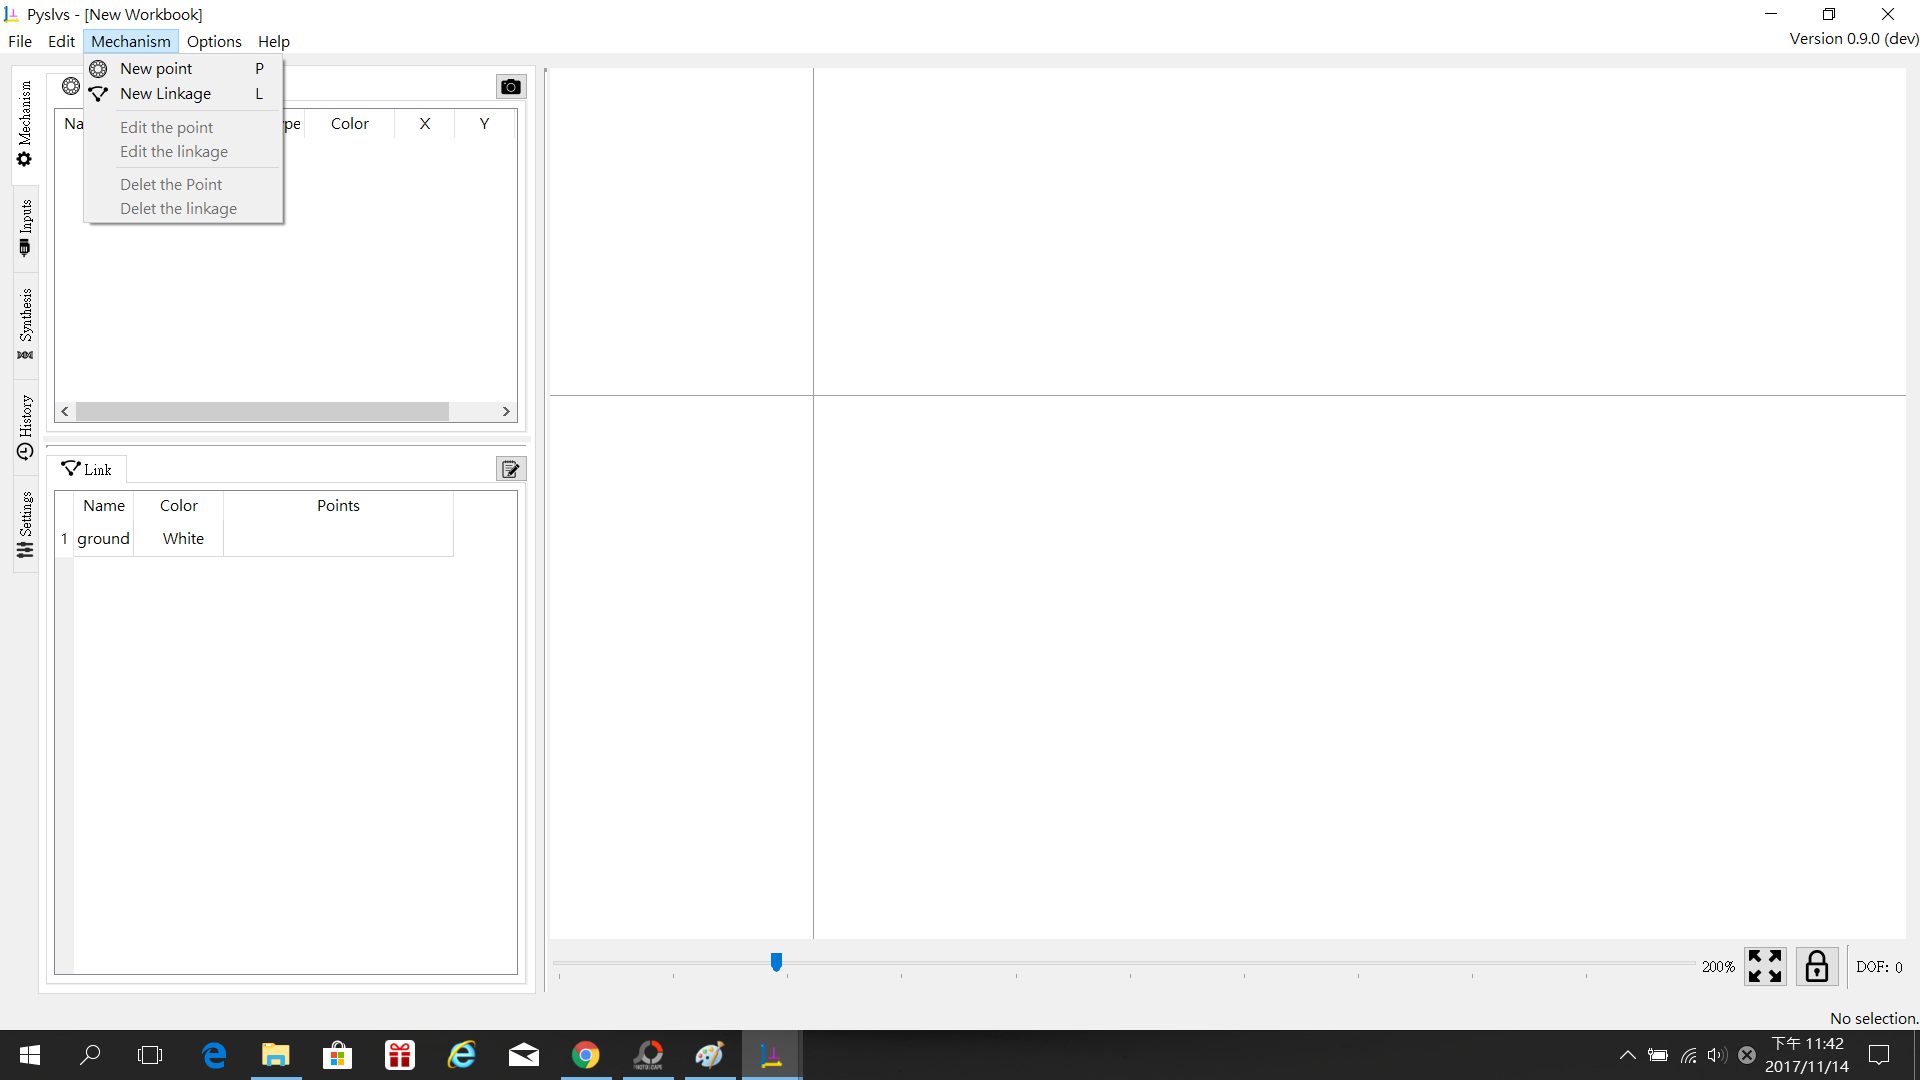 Pyslvs - [New Workbook]
File Edit Mechanism Options Help
Version 0.9.0 (dev)
New point P
New Linkage L
Edit the point
Edit the linkage
Delet the Point
Delet the linkage
Mechanism
Inputs
Synthesis
History
Settings
Na pe Color X Y
Link
Name Color Points
1 ground White
200%
DOF: 0
No selection.
PHOTOSCAPE
下午 11:42
2017/11/14